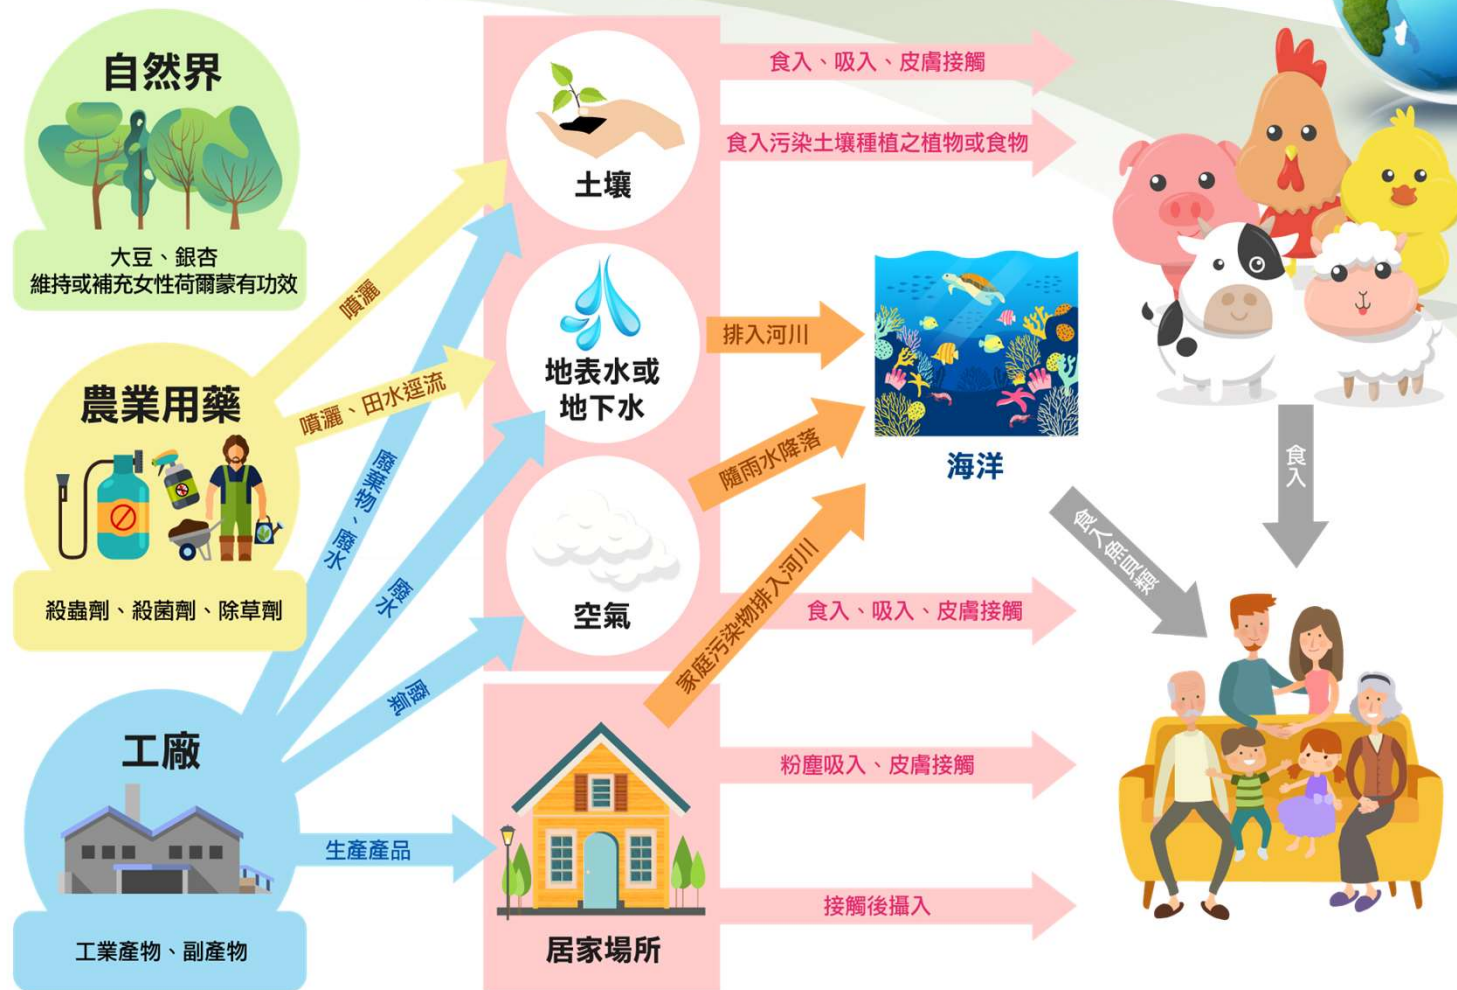 自然界
大豆、銀杏
維持或補充女性荷爾蒙有功效
農業用藥
殺蟲劑、殺菌劑、除草劑
工廠
工業產物、副產物
噴灑
噴灑、田水逕流
廢棄物、廢水
廢水
廢氣
生產產品
土壤
地表水或
地下水
空氣
居家場所
食入、吸入、皮膚接觸
食入污染土壤種植之植物或食物
排入河川
隨雨水降落
家庭污染物排入河川
海洋
食入、吸入、皮膚接觸
粉塵吸入、皮膚接觸
接觸後攝入
食入魚貝類
食入